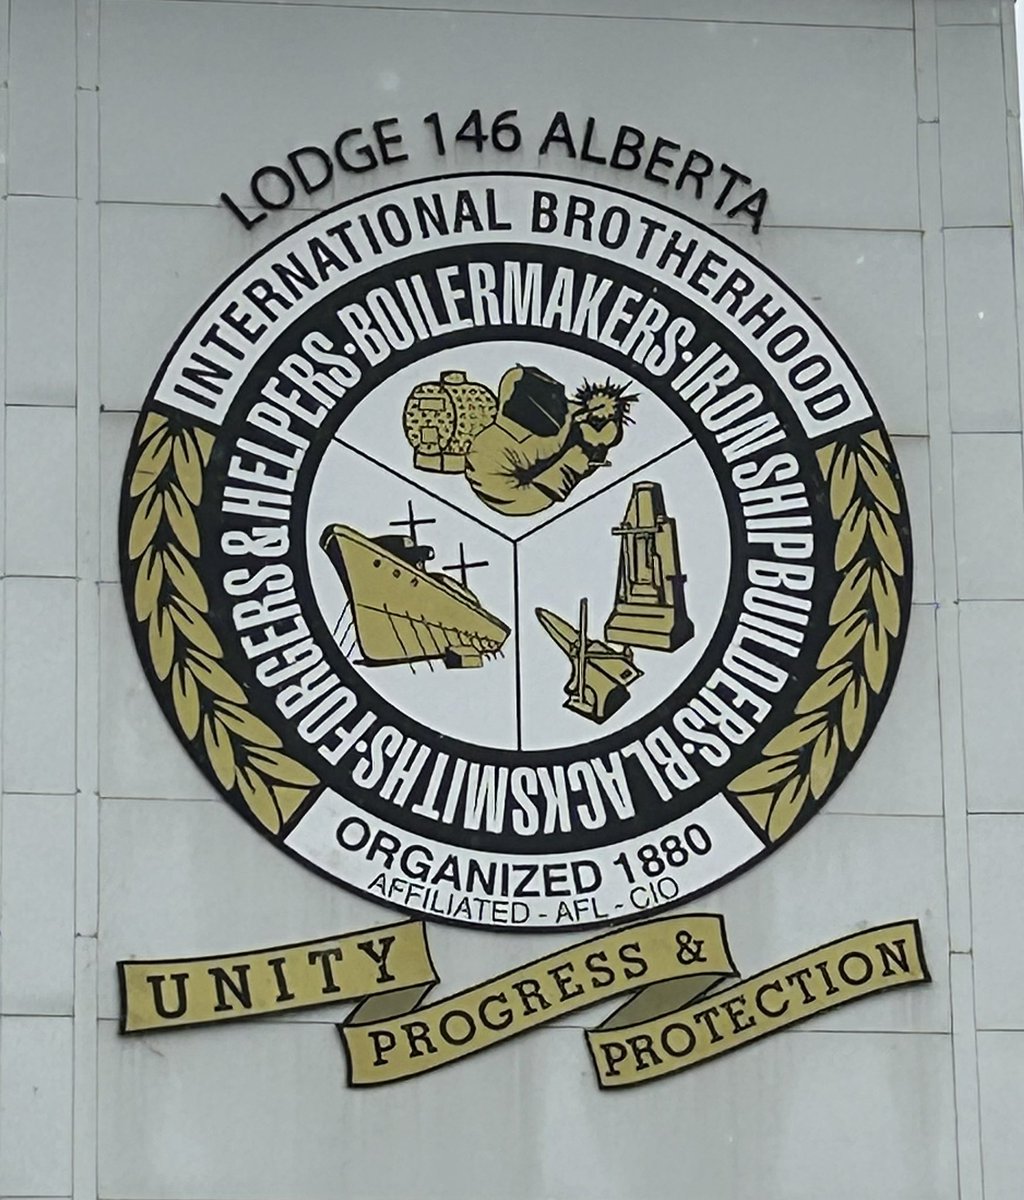 LODGE 146 ALBERTA
INTERNATIONAL BROTHERHOOD
BOILERMAKERS · IRON SHIPBUILDERS · BLACKSMITHS · FORGERS & HELPERS ·
ORGANIZED 1880
AFFILIATED - AFL - CIO
UNITY
PROGRESS &
PROTECTION